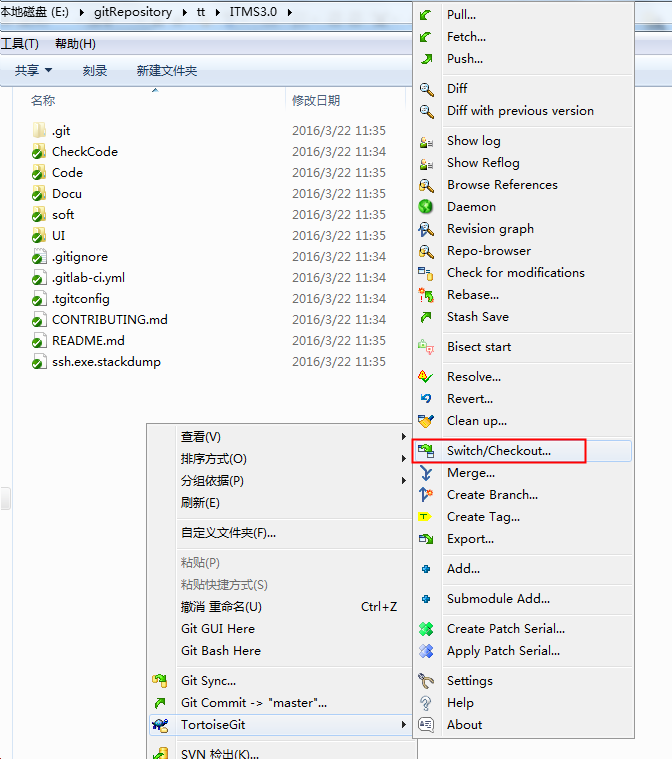 本地磁盘 (E:) ▸ gitRepository ▸ tt ▸ ITMS3.0 ▸
工具(T) 帮助(H)
共享 刻录 新建文件夹
名称 修改日期
.git 2016/3/22 11:35
CheckCode 2016/3/22 11:34
Code 2016/3/22 11:35
Docu 2016/3/22 11:35
soft 2016/3/22 11:35
UI 2016/3/22 11:35
.gitignore 2016/3/22 11:34
.gitlab-ci.yml 2016/3/22 11:34
.tgitconfig 2016/3/22 11:34
CONTRIBUTING.md 2016/3/22 11:34
README.md 2016/3/22 11:35
ssh.exe.stackdump 2016/3/22 11:35
查看(V)
排序方式(O)
分组依据(P)
刷新(E)
自定义文件夹(F)...
粘贴(P)
粘贴快捷方式(S)
撤消 重命名(U) Ctrl+Z
Git GUI Here
Git Bash Here
Git Sync...
Git Commit -> "master"...
TortoiseGit
SVN 检出(K)...
Pull...
Fetch...
Push...
Diff
Diff with previous version
Show log
Show Reflog
Browse References
Daemon
Revision graph
Repo-browser
Check for modifications
Rebase...
Stash Save
Bisect start
Resolve...
Revert...
Clean up...
Switch/Checkout...
Merge...
Create Branch...
Create Tag...
Export...
Add...
Submodule Add...
Create Patch Serial...
Apply Patch Serial...
Settings
Help
About